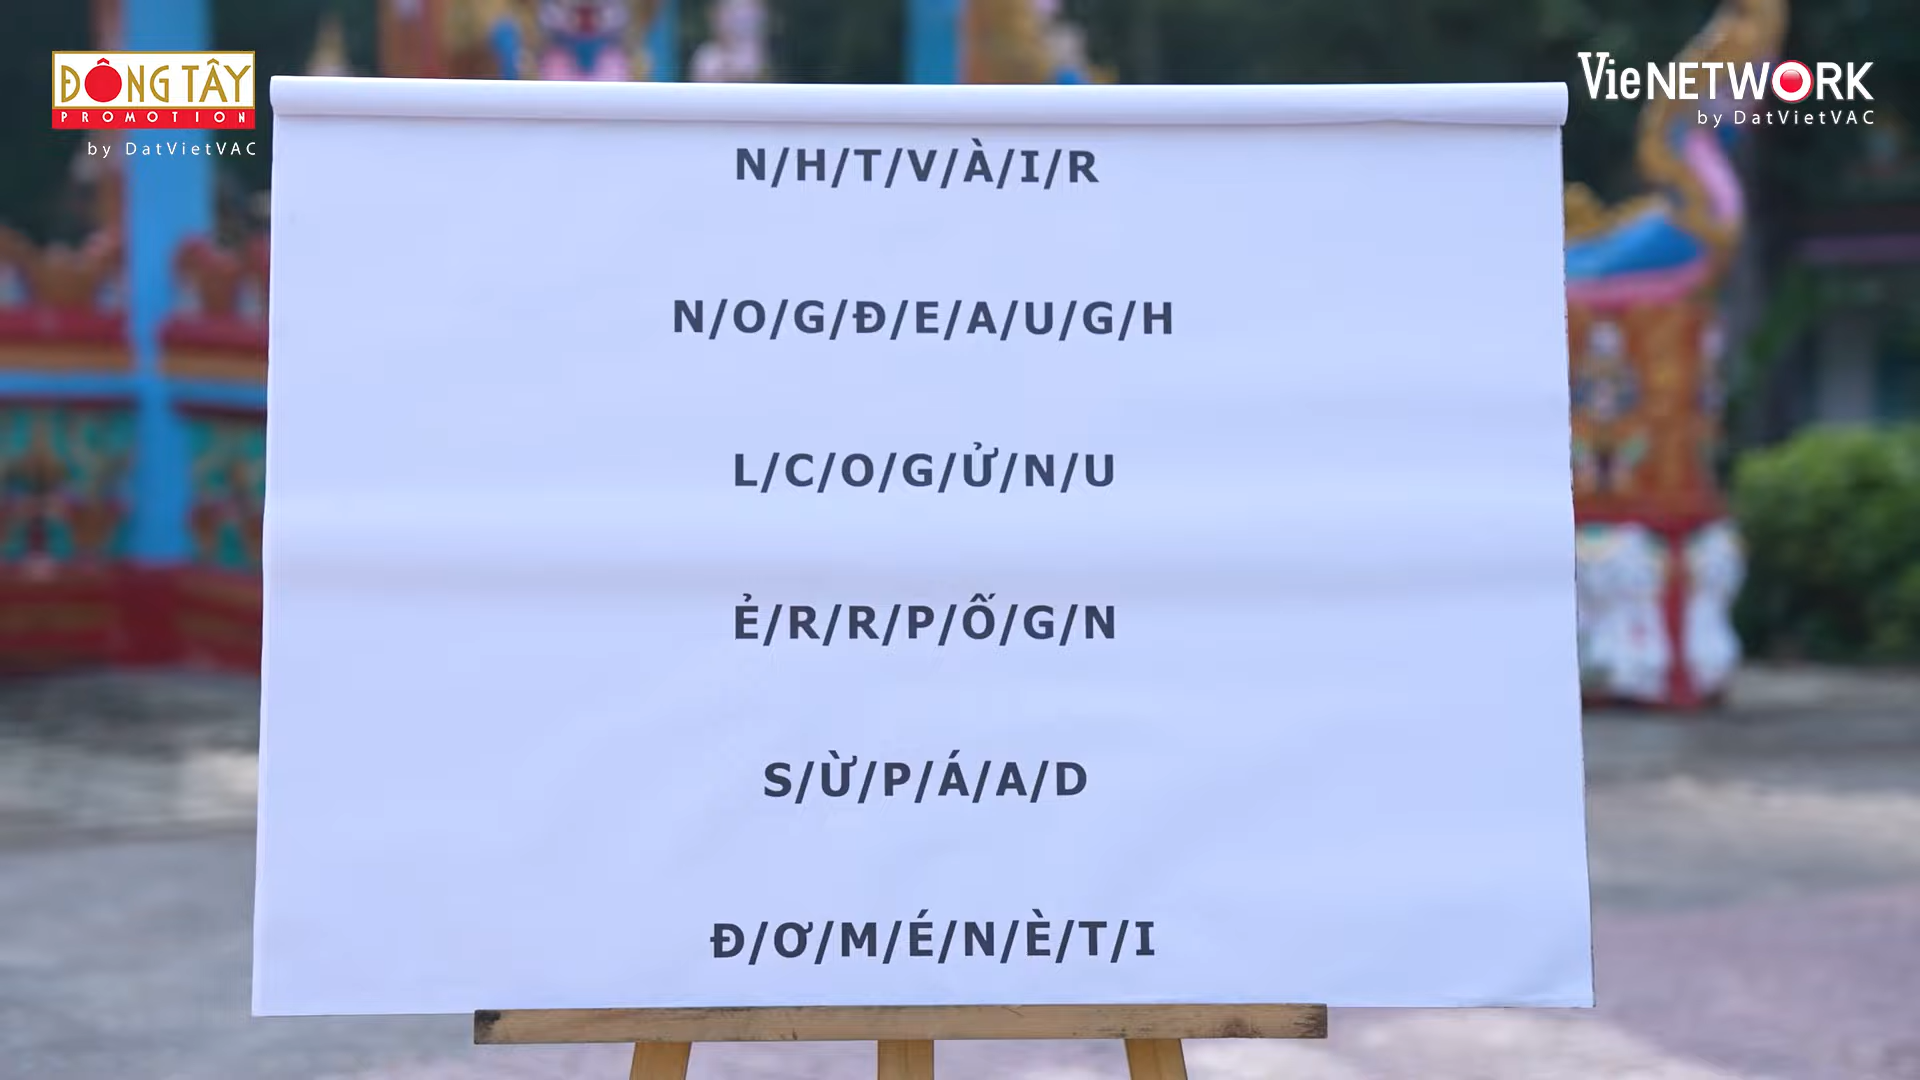 ĐÔNG TÂY
PROMOTION
by DatVietVAC
VieNETWORK
by DatVietVAC
N/H/T/V/À/I/R
N/O/G/Đ/E/A/U/G/H
L/C/O/G/Ử/N/U
Ẻ/R/R/P/Ố/G/N
S/Ừ/P/Á/A/D
Đ/Ơ/M/É/N/È/T/I